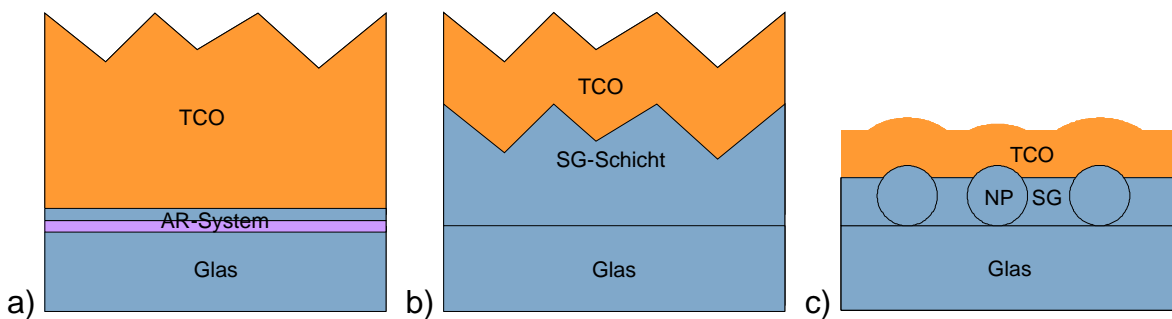 TCO
AR-System
Glas
a)
TCO
SG-Schicht
Glas
b)
TCO
NP SG
Glas
c)